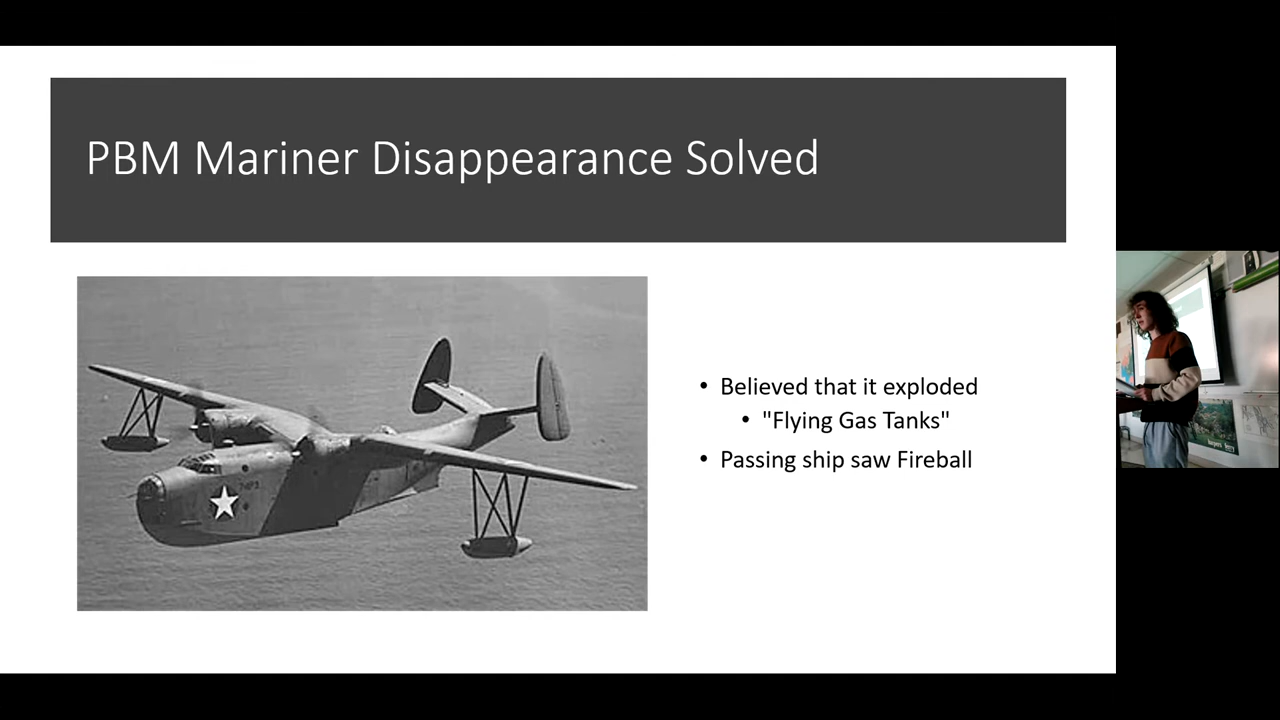 PBM Mariner Disappearance Solved
• Believed that it exploded
• "Flying Gas Tanks"
• Passing ship saw Fireball